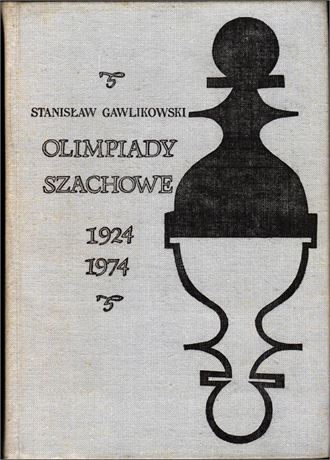 STANISŁAW GAWLIKOWSKI
OLIMPIADY
SZACHOWE
1924
1974